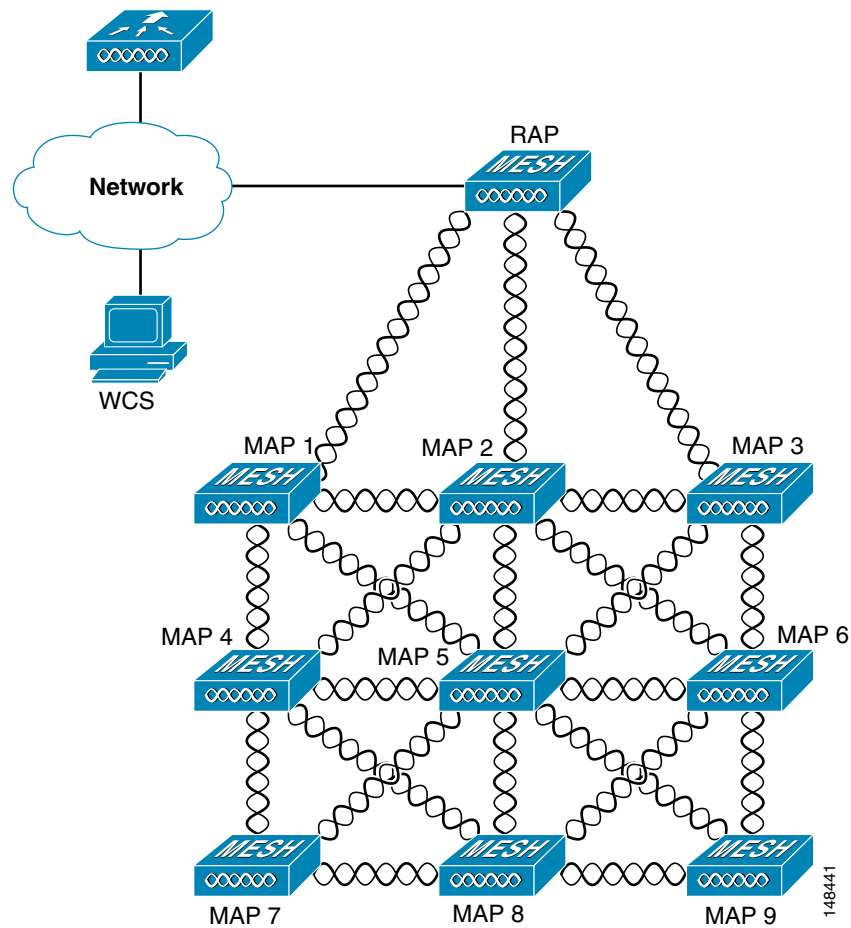 RAP
MESH
Network
WCS
MAP 1
MAP 2
MAP 3
MESH
MESH
MESH
MAP 4
MAP 5
MAP 6
MESH
MESH
MESH
MESH
MESH
MESH
MAP 7
MAP 8
MAP 9
148441